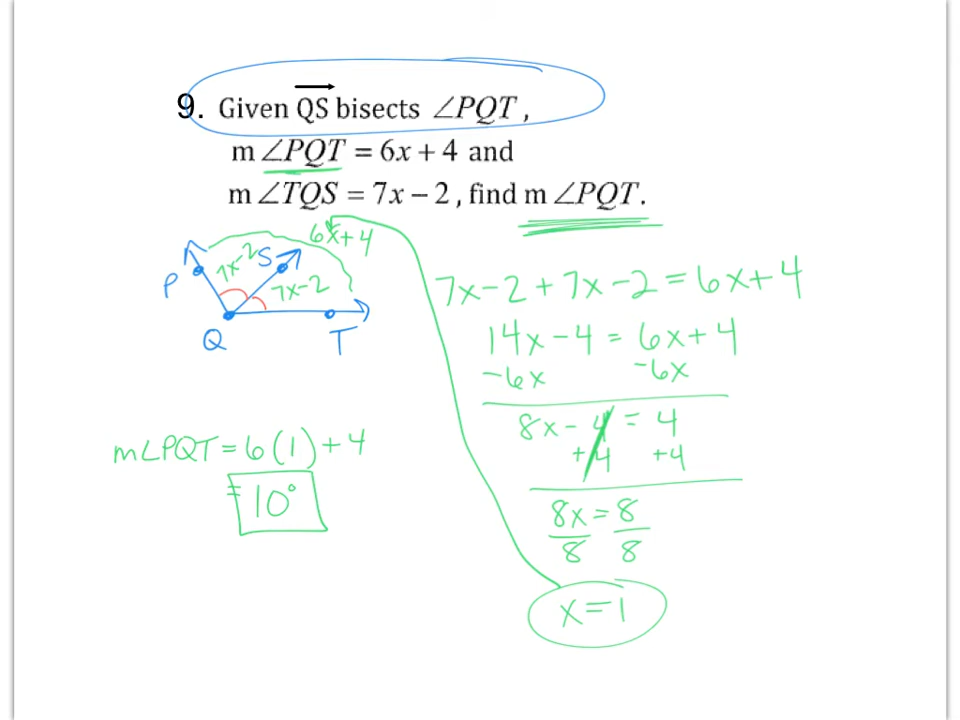 9. Given QS bisects ∠PQT,
m∠PQT = 6x + 4 and
m∠TQS = 7x − 2, find m∠PQT.
6x+4
P 7x-2 S
7x-2
Q T
7x-2+7x-2=6x+4
14x-4=6x+4
-6x -6x
8x-4=4
+4 +4
m∠PQT=6(1)+4
= 10°
8x=8
8 8
x=1